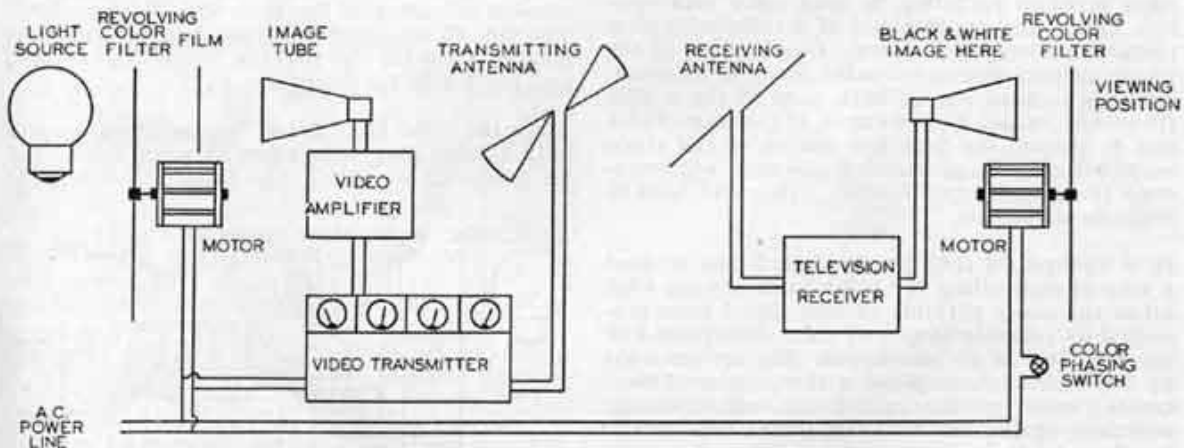 LIGHT
SOURCE
REVOLVING
COLOR
FILTER
FILM
IMAGE
TUBE
TRANSMITTING
ANTENNA
RECEIVING
ANTENNA
BLACK & WHITE
IMAGE HERE
REVOLVING
COLOR
FILTER
VIEWING
POSITION
VIDEO
AMPLIFIER
MOTOR
MOTOR
TELEVISION
RECEIVER
VIDEO TRANSMITTER
COLOR
PHASING
SWITCH
A.C.
POWER
LINE